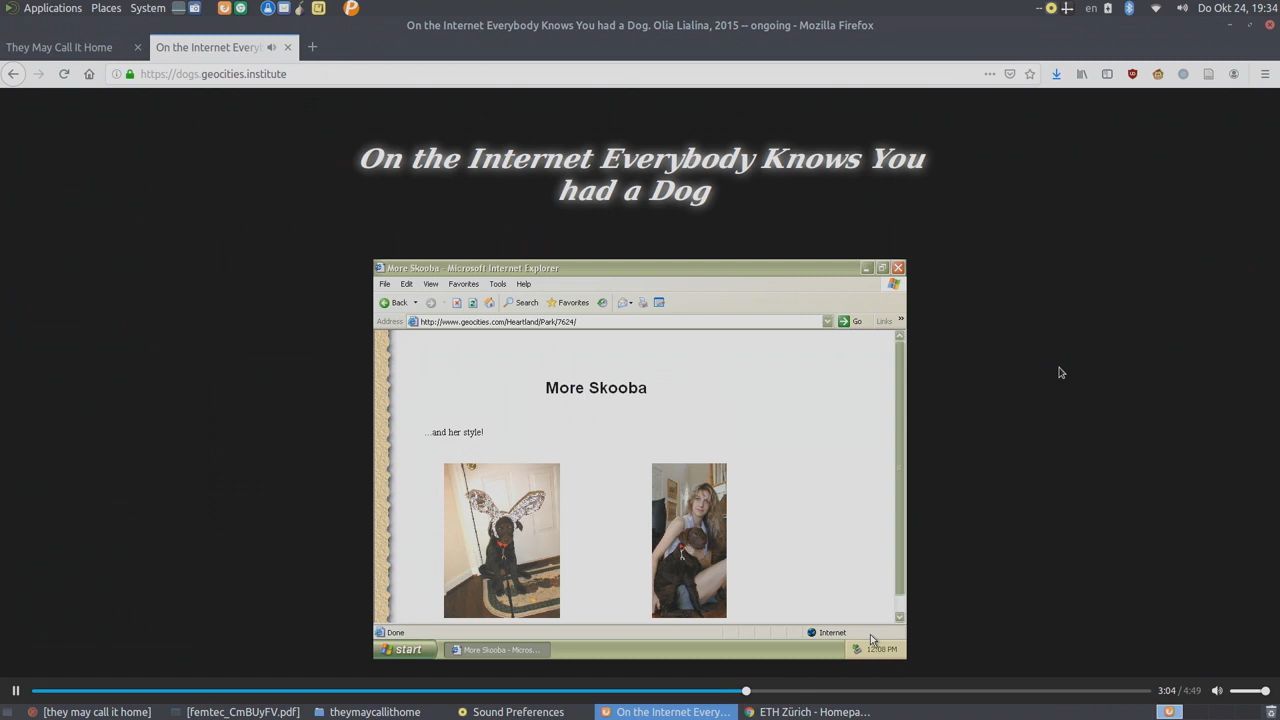 Applications Places System en Do Okt 24, 19:34
On the Internet Everybody Knows You had a Dog. Olia Lialina, 2015 -- ongoing - Mozilla Firefox
They May Call It Home
On the Internet Everyb
https://dogs.geocities.institute
On the Internet Everybody Knows You
had a Dog
More Skooba - Microsoft Internet Explorer
File Edit View Favorites Tools Help
Back Search Favorites
Address http://www.geocities.com/Heartland/Park/7624/ Go Links »
More Skooba
...and her style!
Done Internet
start More Skooba - Micros... 12:08 PM
3:04 / 4:49
[they may call it home] [femtec_CmBUyFV.pdf] theymaycallithome Sound Preferences On the Internet Every... ETH Zürich - Homepa...